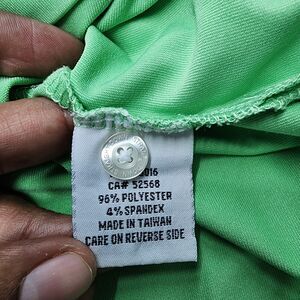 CA# 52568
96% POLYESTER
4% SPANDEX
MADE IN TAIWAN
CARE ON REVERSE SIDE